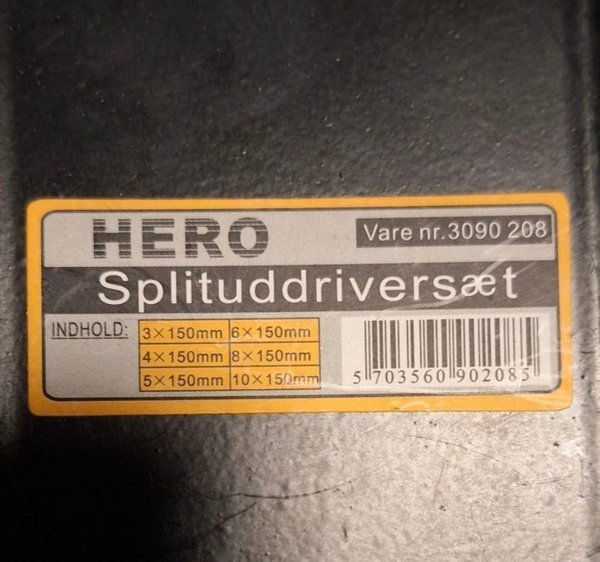 HERO
Vare nr.3090 208
Splituddriversæt
INDHOLD:
3×150mm 6×150mm
4×150mm 8×150mm
5×150mm 10×150mm
5 703560 902085